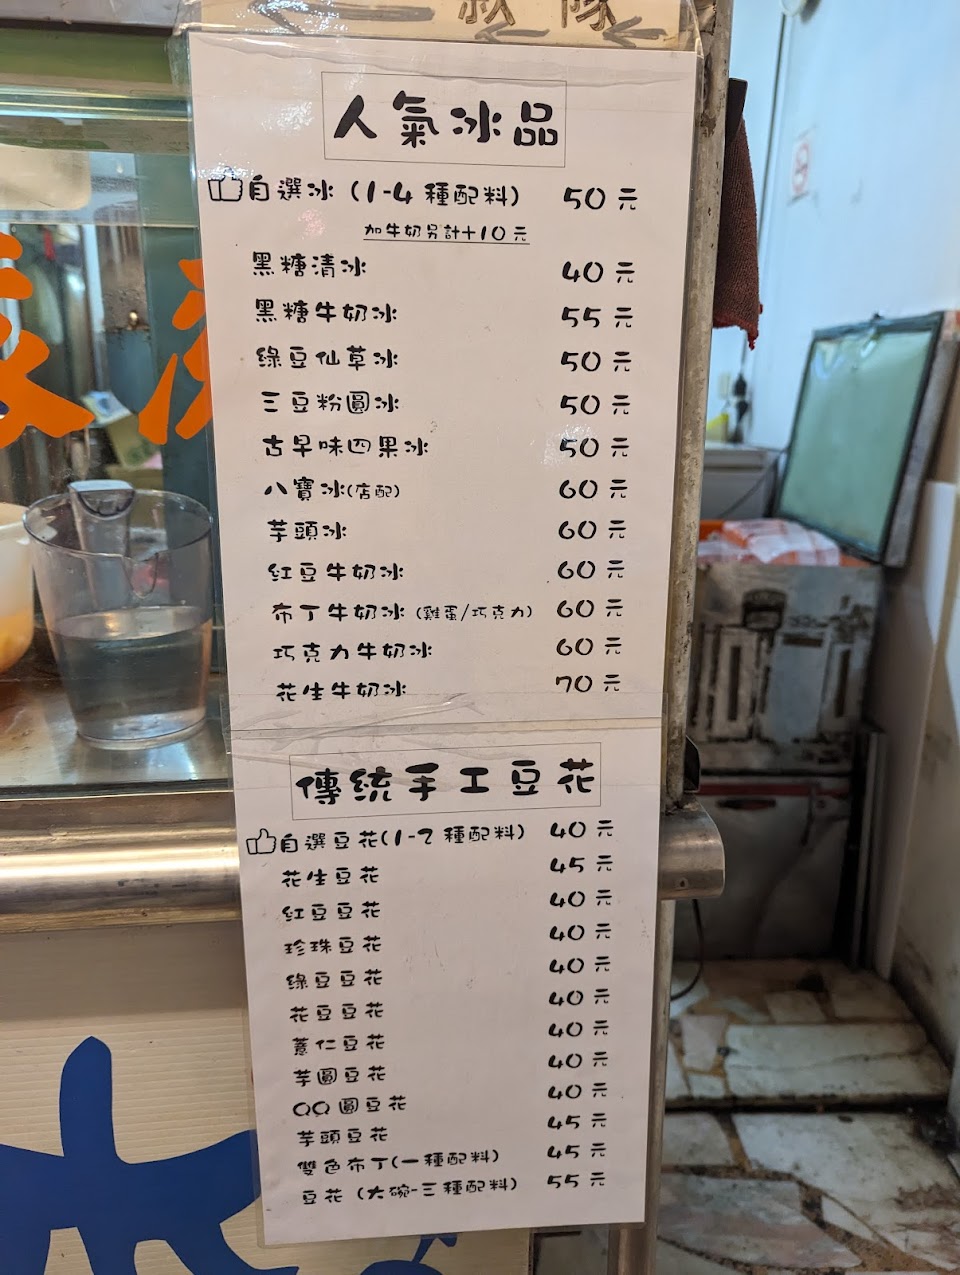 人氣冰品
自選冰 (1-4 種配料) 50 元
加牛奶另計+10 元
黑糖清冰 40 元
黑糖牛奶冰 55 元
綠豆仙草冰 50 元
三豆粉圓冰 50 元
古早味四果冰 50 元
八寶冰(店配) 60 元
芋頭冰 60 元
紅豆牛奶冰 60 元
布丁牛奶冰 (雞蛋/巧克力) 60 元
巧克力牛奶冰 60 元
花生牛奶冰 70 元
傳統手工豆花
自選豆花(1-2 種配料) 40 元
花生豆花 45 元
紅豆豆花 40 元
珍珠豆花 40 元
綠豆豆花 40 元
花豆豆花 40 元
薏仁豆花 40 元
芋圓豆花 40 元
QQ 圓豆花 40 元
芋頭豆花 45 元
雙色布丁(一種配料) 45 元
豆花 (大碗-三種配料) 55 元
冰